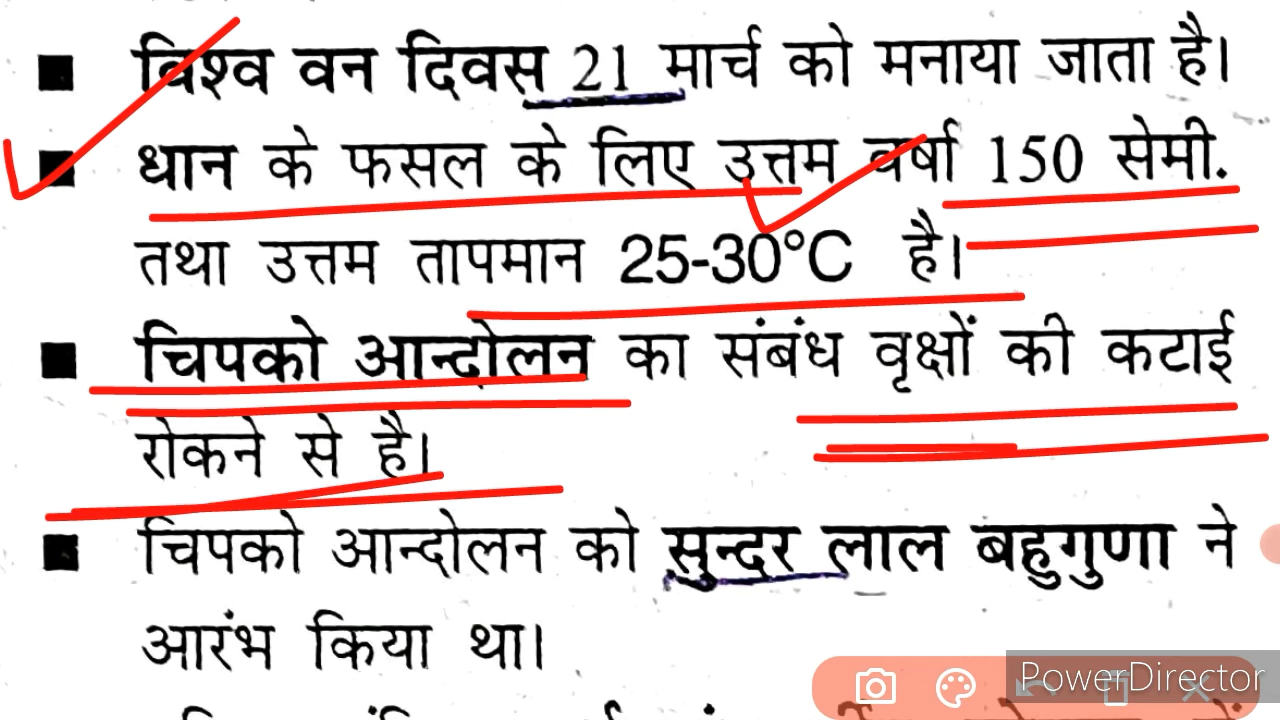 ■ विश्व वन दिवस 21 मार्च को मनाया जाता है।
■ धान के फसल के लिए उत्तम वर्षा 150 सेमी.
तथा उत्तम तापमान 25-30°C है।
■ चिपको आन्दोलन का संबंध वृक्षों की कटाई
रोकने से है।
■ चिपको आन्दोलन को सुन्दर लाल बहुगुणा ने
आरंभ किया था।
PowerDirector